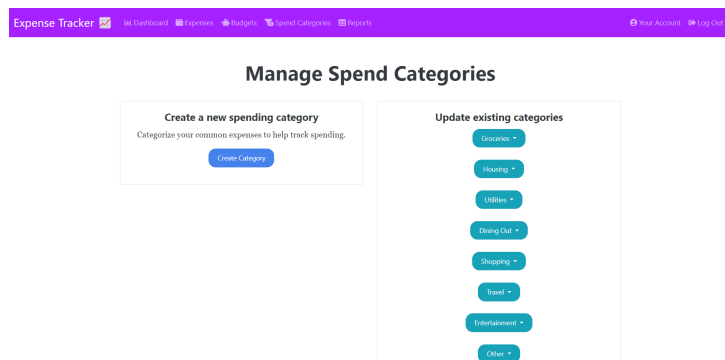 Expense Tracker Dashboard Expenses Budgets Spend Categories Reports Your Account Log Out
Manage Spend Categories
Create a new spending category
Categorize your common expenses to help track spending.
Create Category
Update existing categories
Groceries
Housing
Utilities
Dining Out
Shopping
Travel
Entertainment
Other